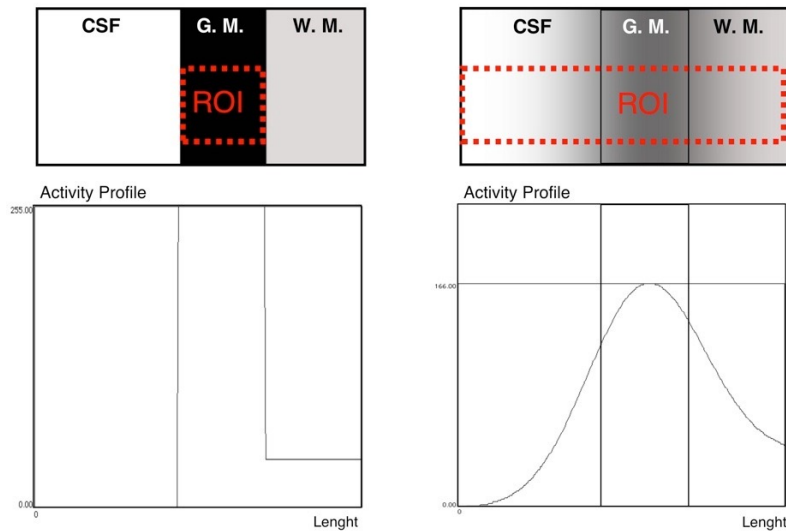 CSF G. M. W. M.
ROI
Activity Profile
255.00
0.00
0
Lenght
CSF G. M. W. M.
ROI
Activity Profile
166.00
0.00
0
Lenght